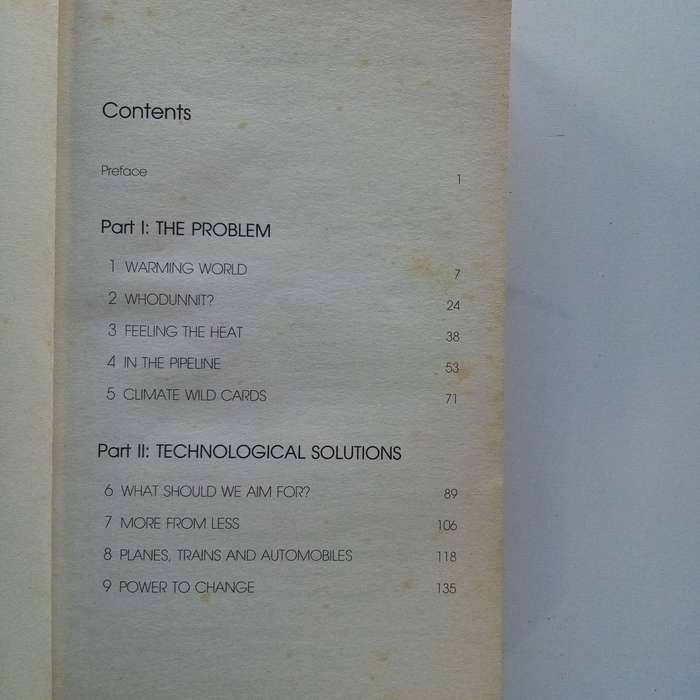 Contents
Preface 1
Part I: THE PROBLEM
1 WARMING WORLD 7
2 WHODUNNIT? 24
3 FEELING THE HEAT 38
4 IN THE PIPELINE 53
5 CLIMATE WILD CARDS 71
Part II: TECHNOLOGICAL SOLUTIONS
6 WHAT SHOULD WE AIM FOR? 89
7 MORE FROM LESS 106
8 PLANES, TRAINS AND AUTOMOBILES 118
9 POWER TO CHANGE 135